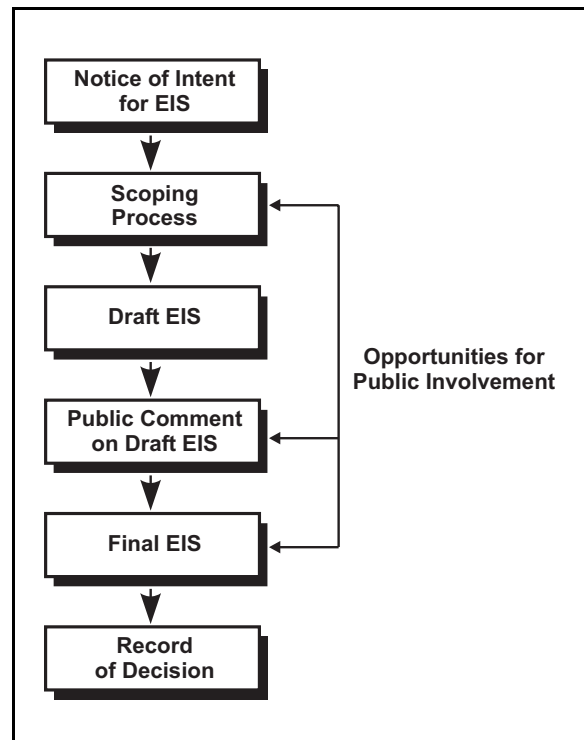 Notice of Intent
for EIS
Scoping
Process
Draft EIS
Opportunities for
Public Involvement
Public Comment
on Draft EIS
Final EIS
Record
of Decision